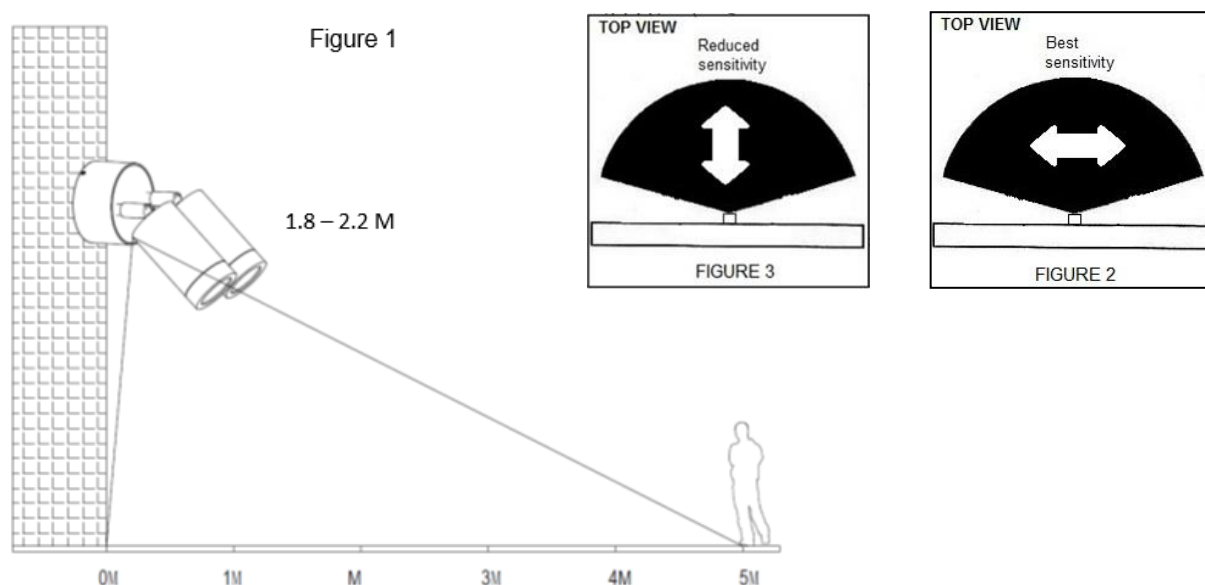 Figure 1
1.8 – 2.2 M
0M 1M M 3M 4M 5M
TOP VIEW
Reduced
sensitivity
FIGURE 3
TOP VIEW
Best
sensitivity
FIGURE 2